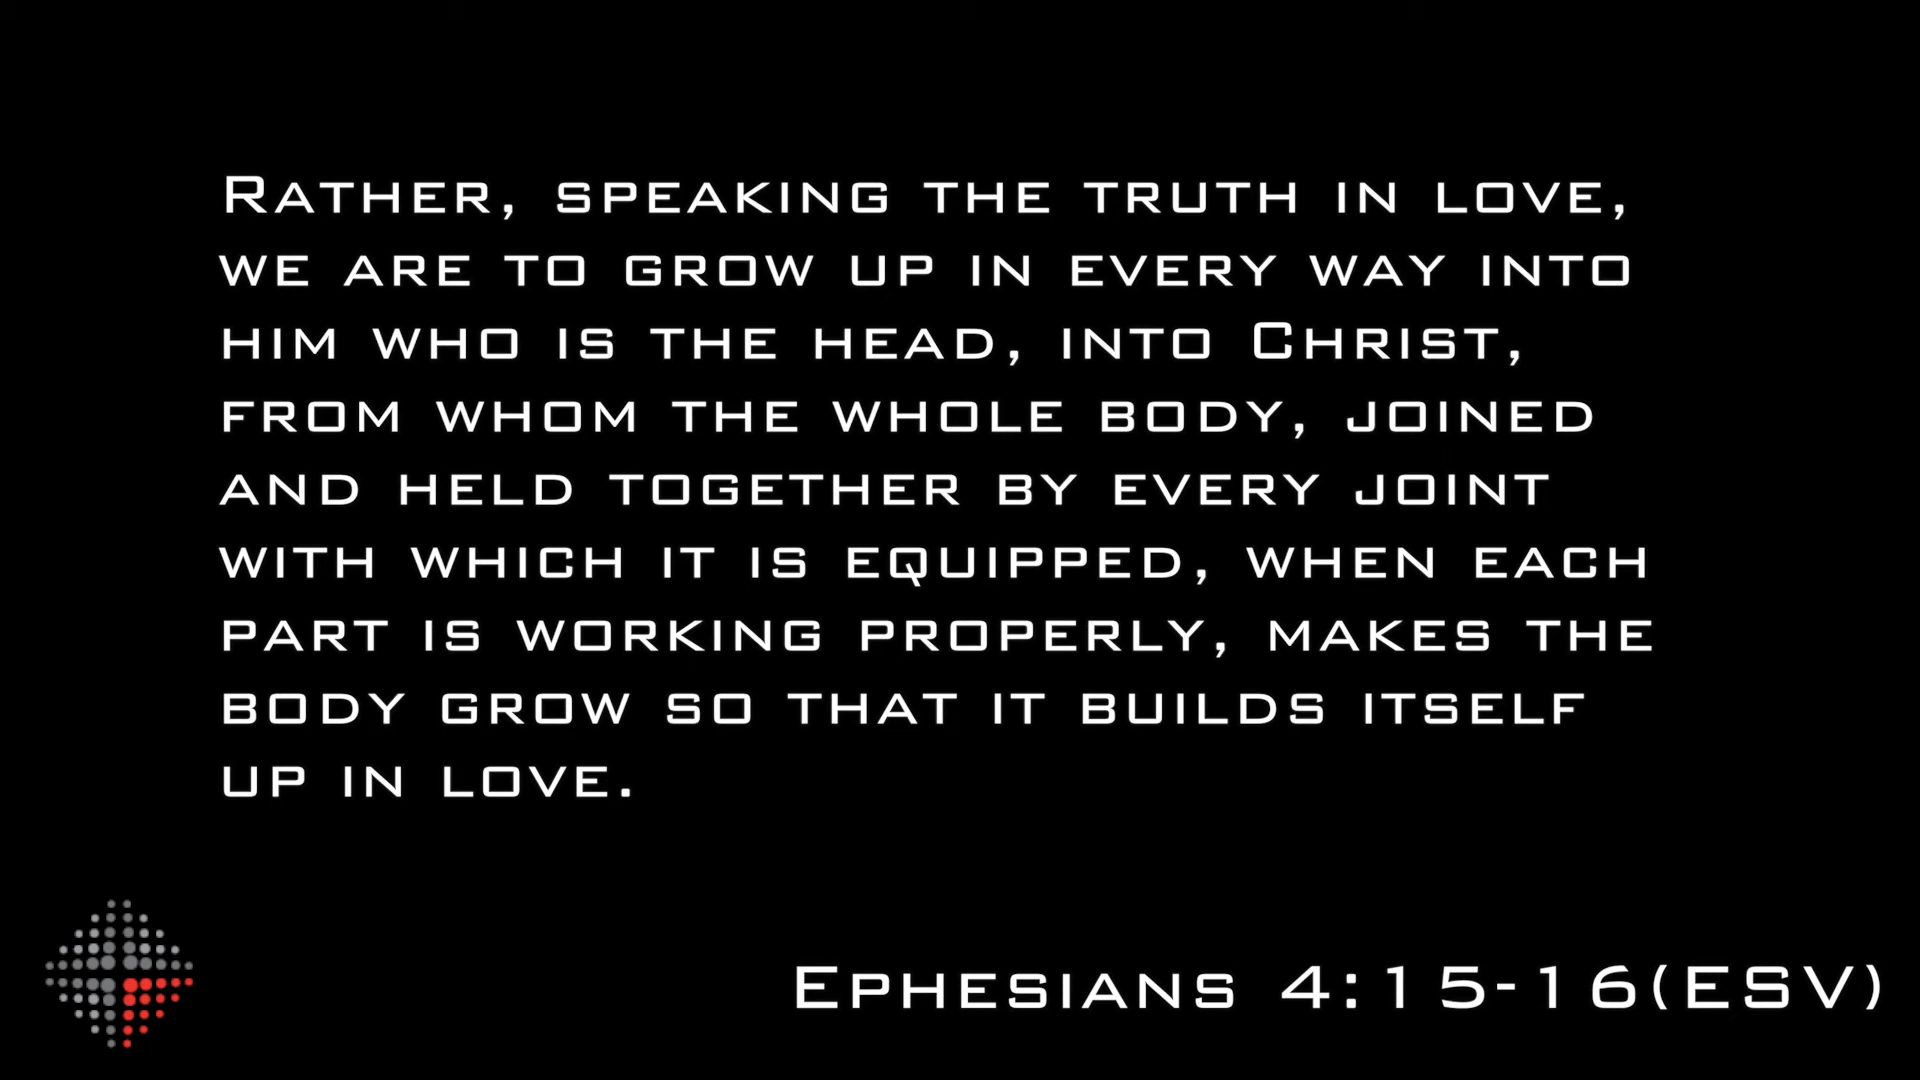 Rather, speaking the truth in love,
we are to grow up in every way into
him who is the head, into Christ,
from whom the whole body, joined
and held together by every joint
with which it is equipped, when each
part is working properly, makes the
body grow so that it builds itself
up in love.
Ephesians 4:15-16(ESV)